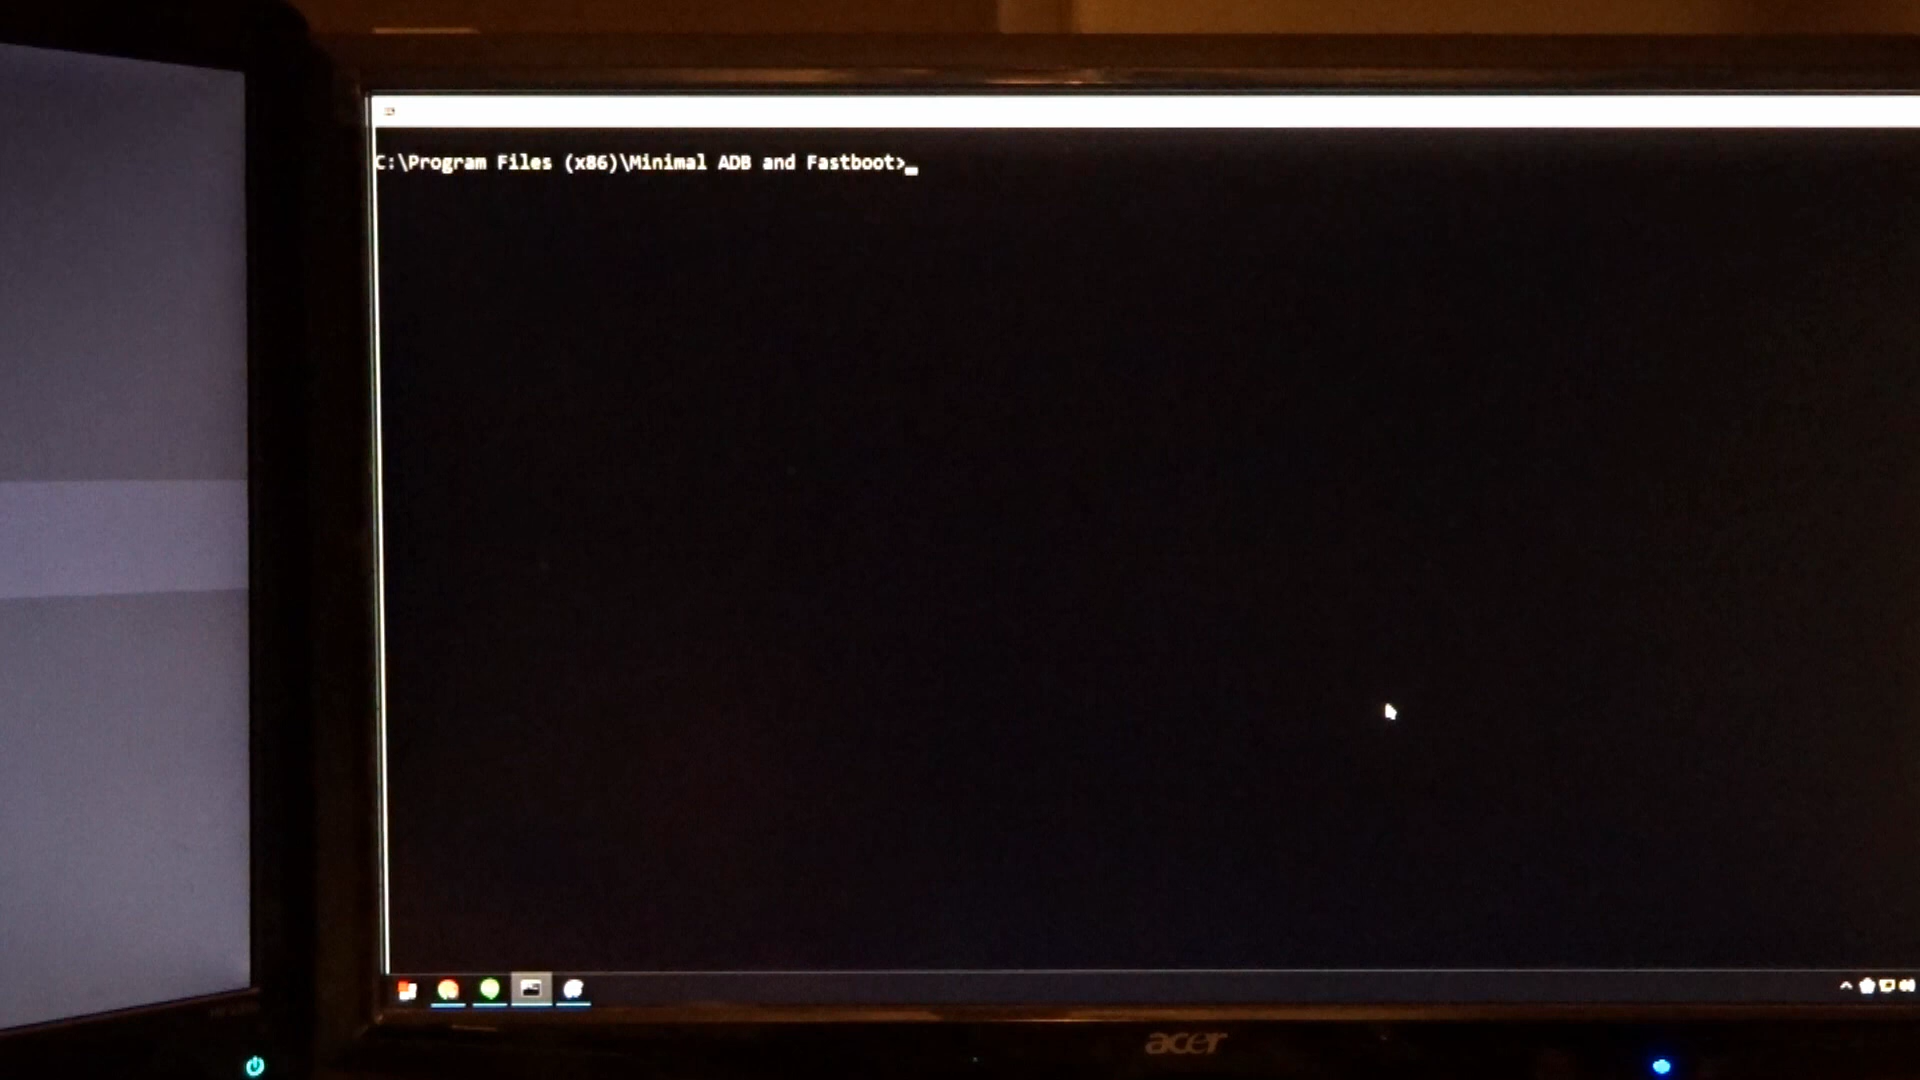 C:\Program Files (x86)\Minimal ADB and Fastboot>_
acer